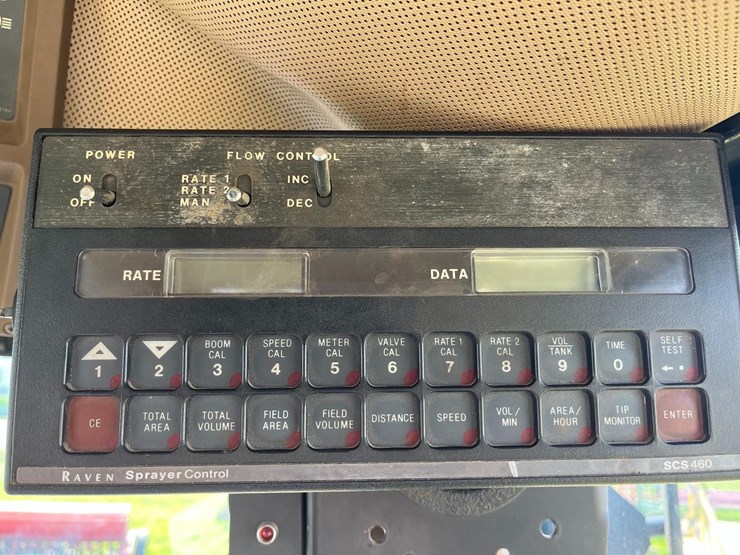 POWER
FLOW CONTROL
ON
OFF
RATE 1
RATE 2
MAN
INC
DEC
RATE
DATA
1
2
BOOM
CAL
3
SPEED
CAL
4
METER
CAL
5
VALVE
CAL
6
RATE 1
CAL
7
RATE 2
CAL
8
VOL
TANK
9
TIME
0
SELF
TEST
CE
TOTAL
AREA
TOTAL
VOLUME
FIELD
AREA
FIELD
VOLUME
DISTANCE
SPEED
VOL /
MIN
AREA /
HOUR
TIP
MONITOR
ENTER
RAVEN Sprayer Control
SCS 460